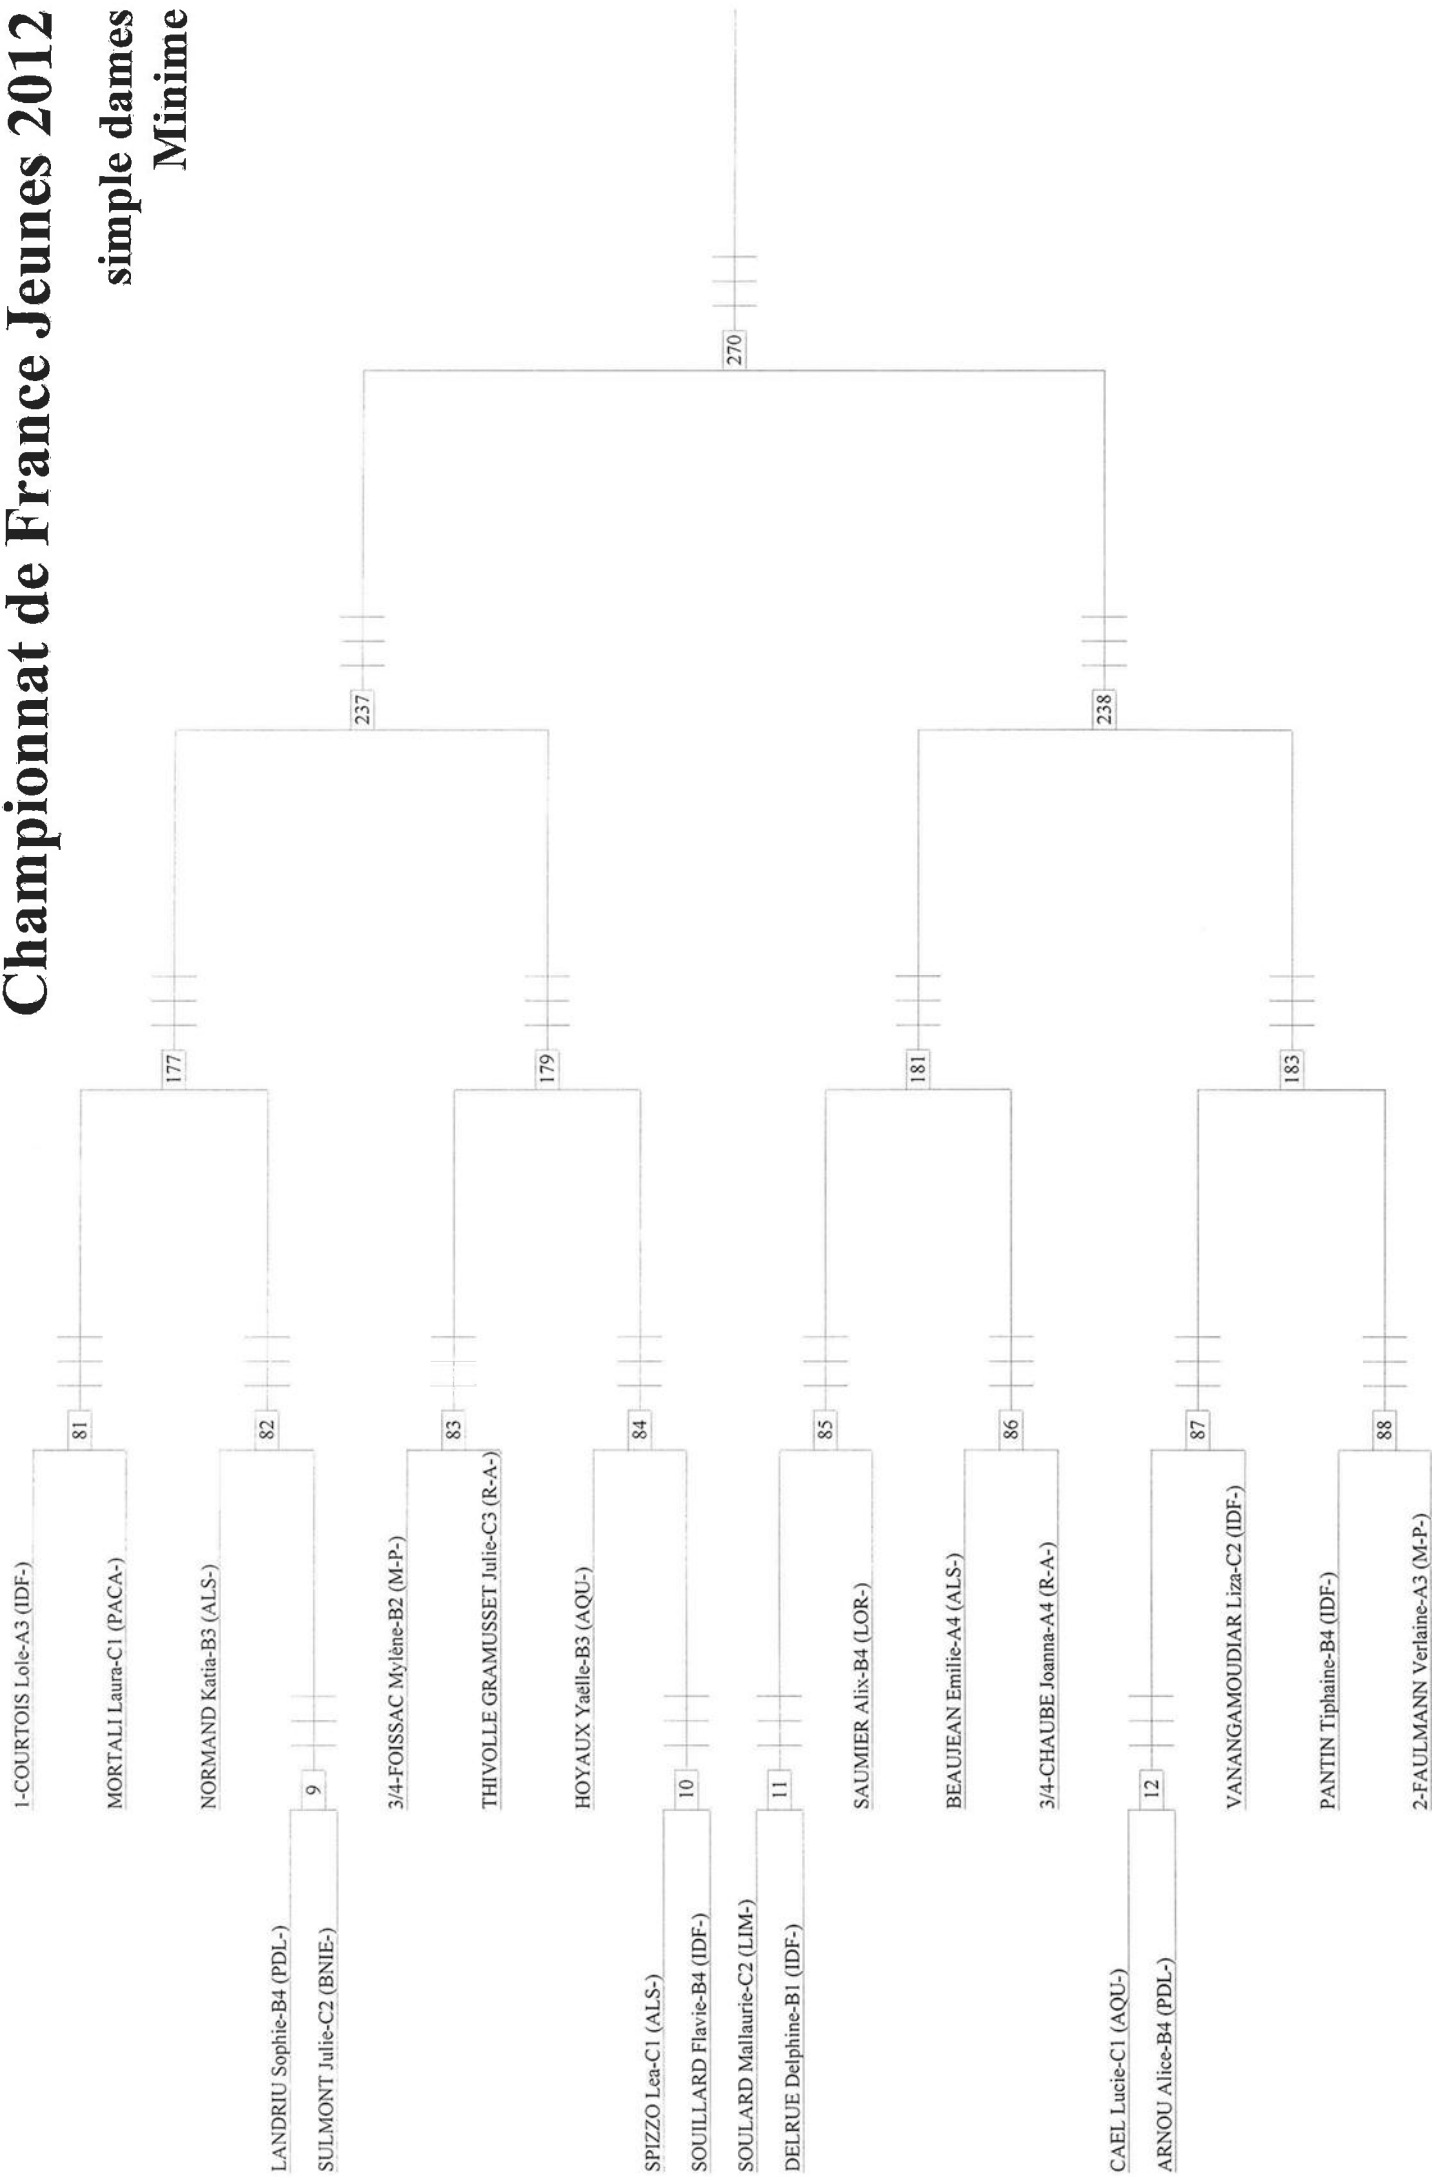 Championnat de France Jeunes 2012
simple dames
Minime
1-COURTOIS Lole-A3 (IDF-)
81
MORTALI Laura-C1 (PACA-)
177
NORMAND Katia-B3 (ALS-)
82
LANDRIU Sophie-B4 (PDL-)
9
SULMONT Julie-C2 (BNIE-)
237
3/4-FOISSAC Mylène-B2 (M-P-)
83
THIVOLLE GRAMUSSET Julie-C3 (R-A-)
179
HOYAUX Yaëlle-B3 (AQU-)
84
SPIZZO Lea-C1 (ALS-)
10
SOUILLARD Flavie-B4 (IDF-)
270
SOULARD Mallaurie-C2 (LIM-)
11
DELRUE Delphine-B1 (IDF-)
85
SAUMIER Alix-B4 (LOR-)
181
BEAUJEAN Emilie-A4 (ALS-)
86
3/4-CHAUBE Joanna-A4 (R-A-)
238
CAEL Lucie-C1 (AQU-)
12
ARNOU Alice-B4 (PDL-)
87
VANANGAMOUDIAR Liza-C2 (IDF-)
183
PANTIN Tiphaine-B4 (IDF-)
88
2-FAULMANN Verlaine-A3 (M-P-)